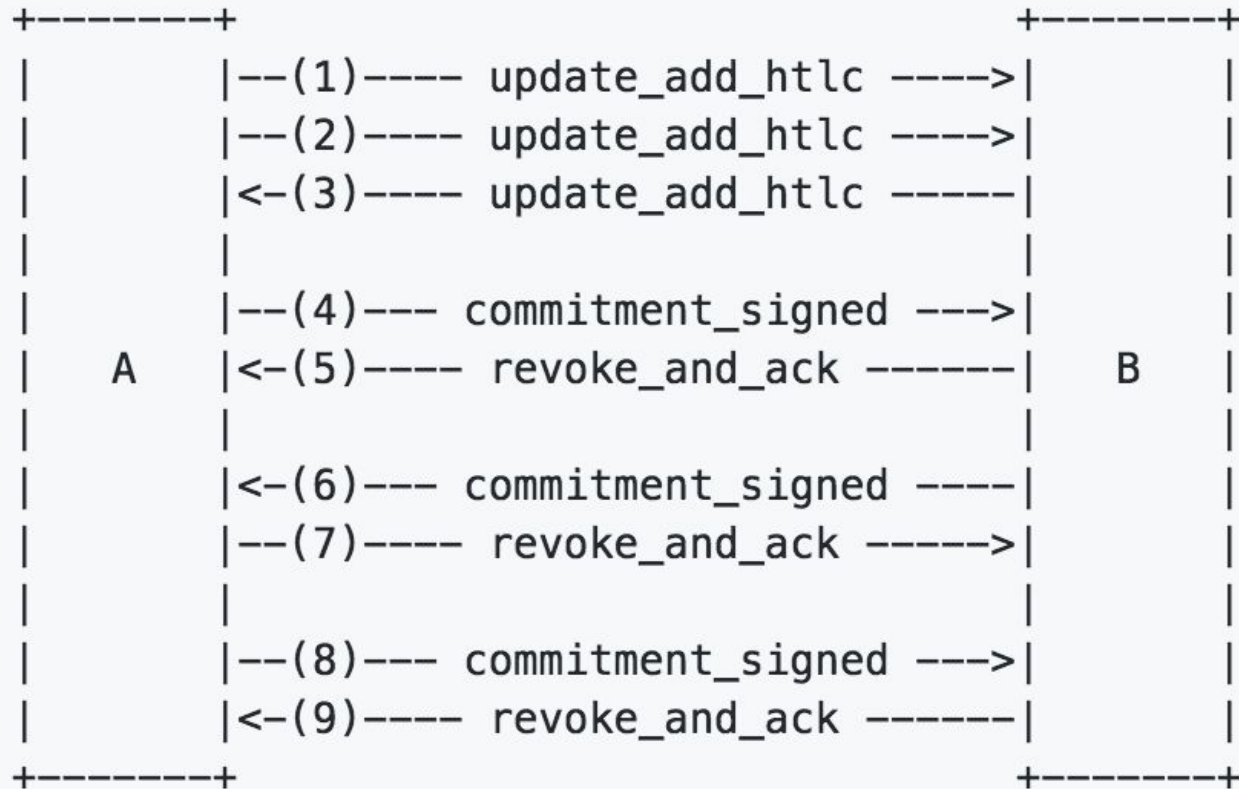 +-------+                               +-------+
|       |--(1)---- update_add_htlc ---->|       |
|       |--(2)---- update_add_htlc ---->|       |
|       |<-(3)---- update_add_htlc -----|       |
|       |                               |       |
|       |--(4)--- commitment_signed --->|       |
|   A   |<-(5)---- revoke_and_ack ------|   B   |
|       |                               |       |
|       |<-(6)--- commitment_signed ----|       |
|       |--(7)---- revoke_and_ack ----->|       |
|       |                               |       |
|       |--(8)--- commitment_signed --->|       |
|       |<-(9)---- revoke_and_ack ------|       |
+-------+                               +-------+